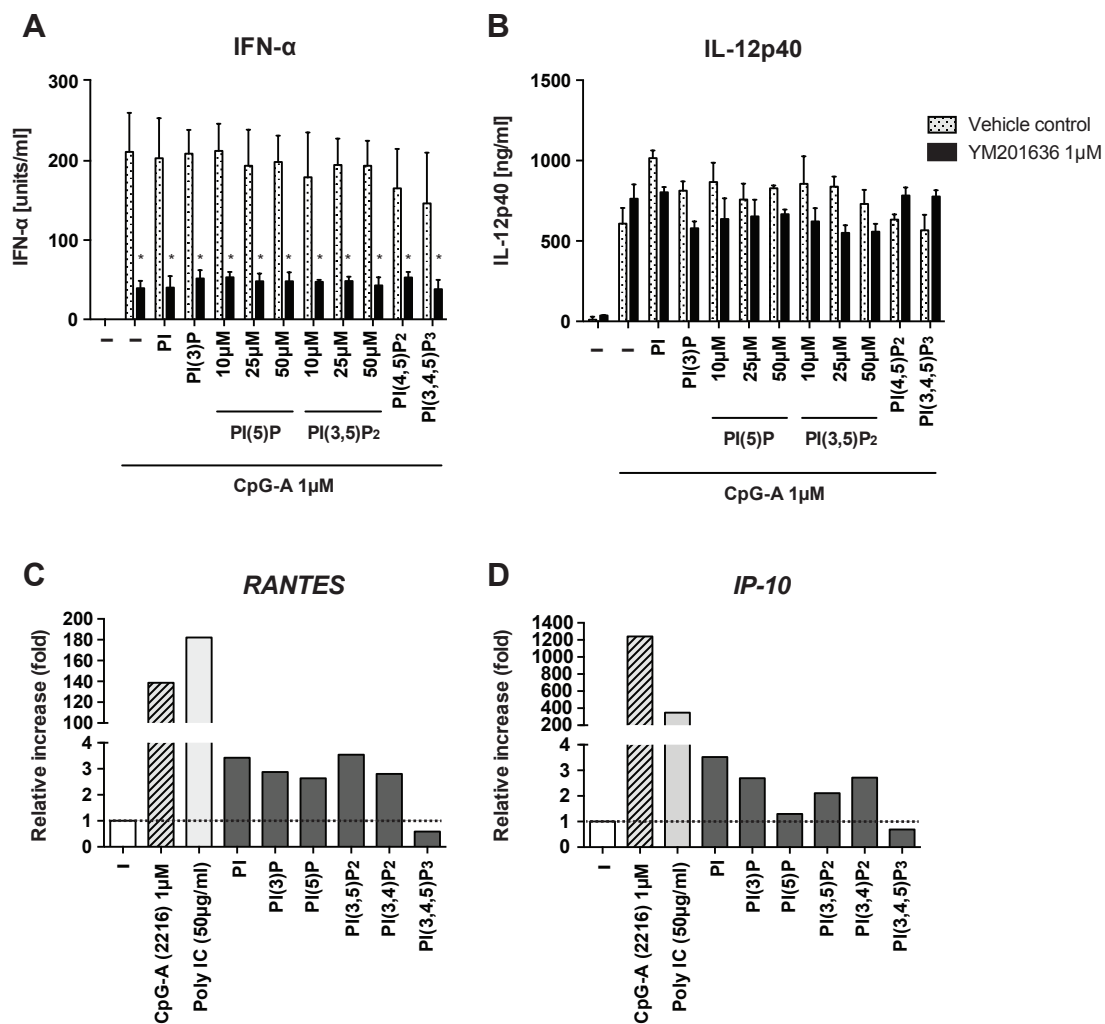 A
IFN-α
IFN-α [units/ml]
300
200
100
0
* * * * * * * * * * *
–
–
PI
PI(3)P
10µM
25µM
50µM
10µM
25µM
50µM
PI(4,5)P2
PI(3,4,5)P3
PI(5)P
PI(3,5)P2
CpG-A 1µM
B
IL-12p40
IL-12p40 [ng/ml]
1500
1000
500
0
Vehicle control
YM201636 1µM
–
–
PI
PI(3)P
10µM
25µM
50µM
10µM
25µM
50µM
PI(4,5)P2
PI(3,4,5)P3
PI(5)P
PI(3,5)P2
CpG-A 1µM
C
RANTES
Relative increase (fold)
200
180
160
140
120
100
4
3
2
1
0
–
CpG-A (2216) 1µM
Poly IC (50µg/ml)
PI
PI(3)P
PI(5)P
PI(3,5)P2
PI(3,4)P2
PI(3,4,5)P3
D
IP-10
Relative increase (fold)
1400
1200
1000
800
600
400
200
4
3
2
1
0
–
CpG-A (2216) 1µM
Poly IC (50µg/ml)
PI
PI(3)P
PI(5)P
PI(3,5)P2
PI(3,4)P2
PI(3,4,5)P3